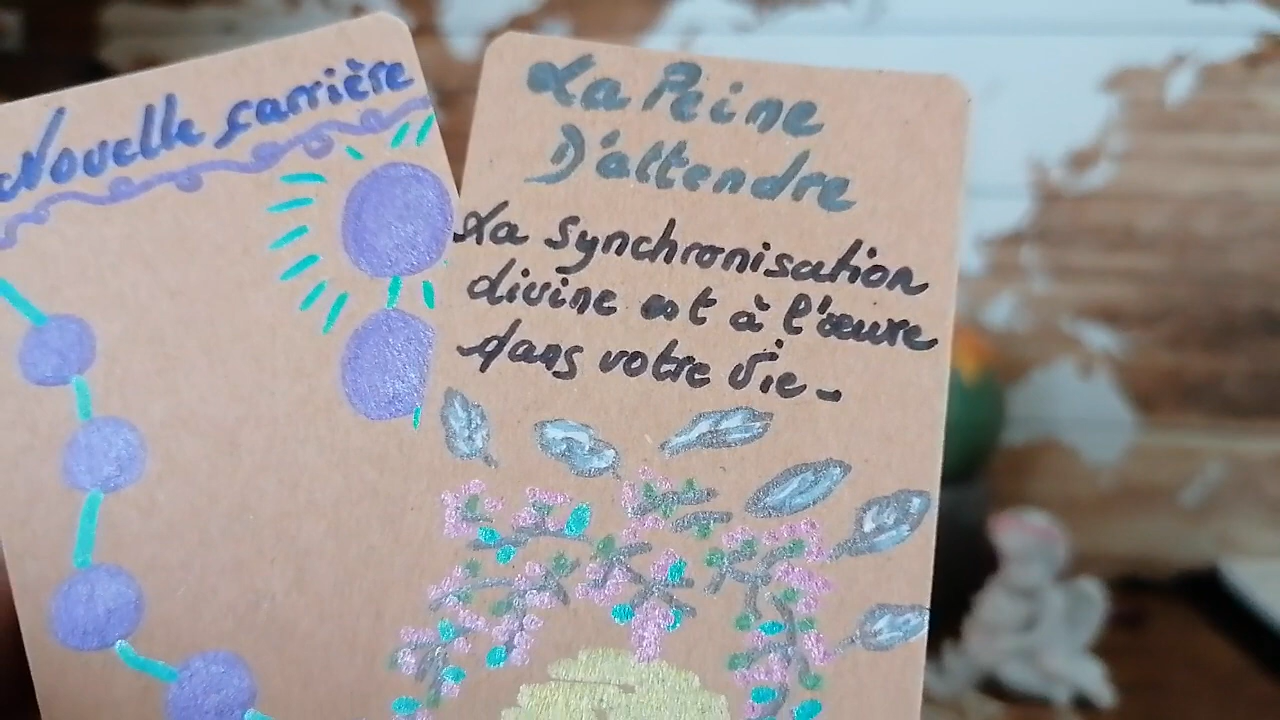 Nouvelle carrière
La Peine
D'attendre
La synchronisation
divine est à l'œuvre
dans votre vie-